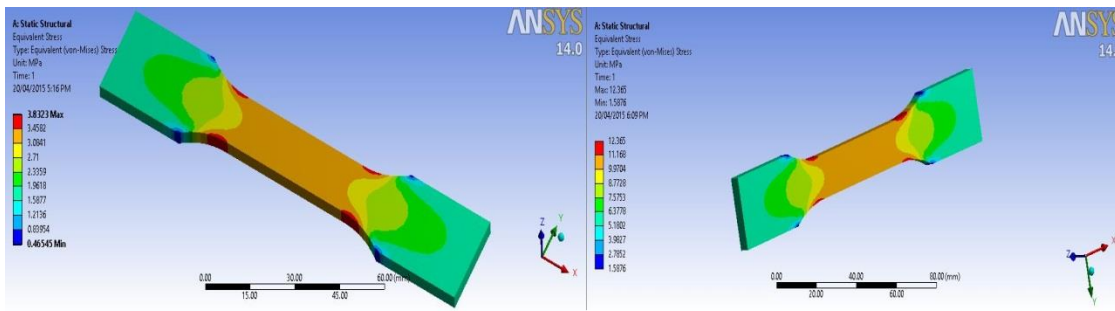 A: Static Structural
Equivalent Stress
Type: Equivalent (von-Mises) Stress
Unit: MPa
Time: 1
20/04/2015 5:16 PM
3.8323 Max
3.4582
3.0841
2.71
2.3359
1.9618
1.5877
1.2136
0.83954
0.46545 Min
ANSYS
14.0
0.00
30.00
60.00 (mm)
15.00
45.00
Z
Y
X
A: Static Structural
Equivalent Stress
Type: Equivalent (von-Mises) Stress
Unit: MPa
Time: 1
Max: 12.365
Min: 1.5876
20/04/2015 6:09 PM
12.365
11.168
9.9704
8.7728
7.5753
6.3778
5.1802
3.9827
2.7852
1.5876
ANSYS
14.
0.00
40.00
80.00 (mm)
20.00
60.00
Z
X
Y